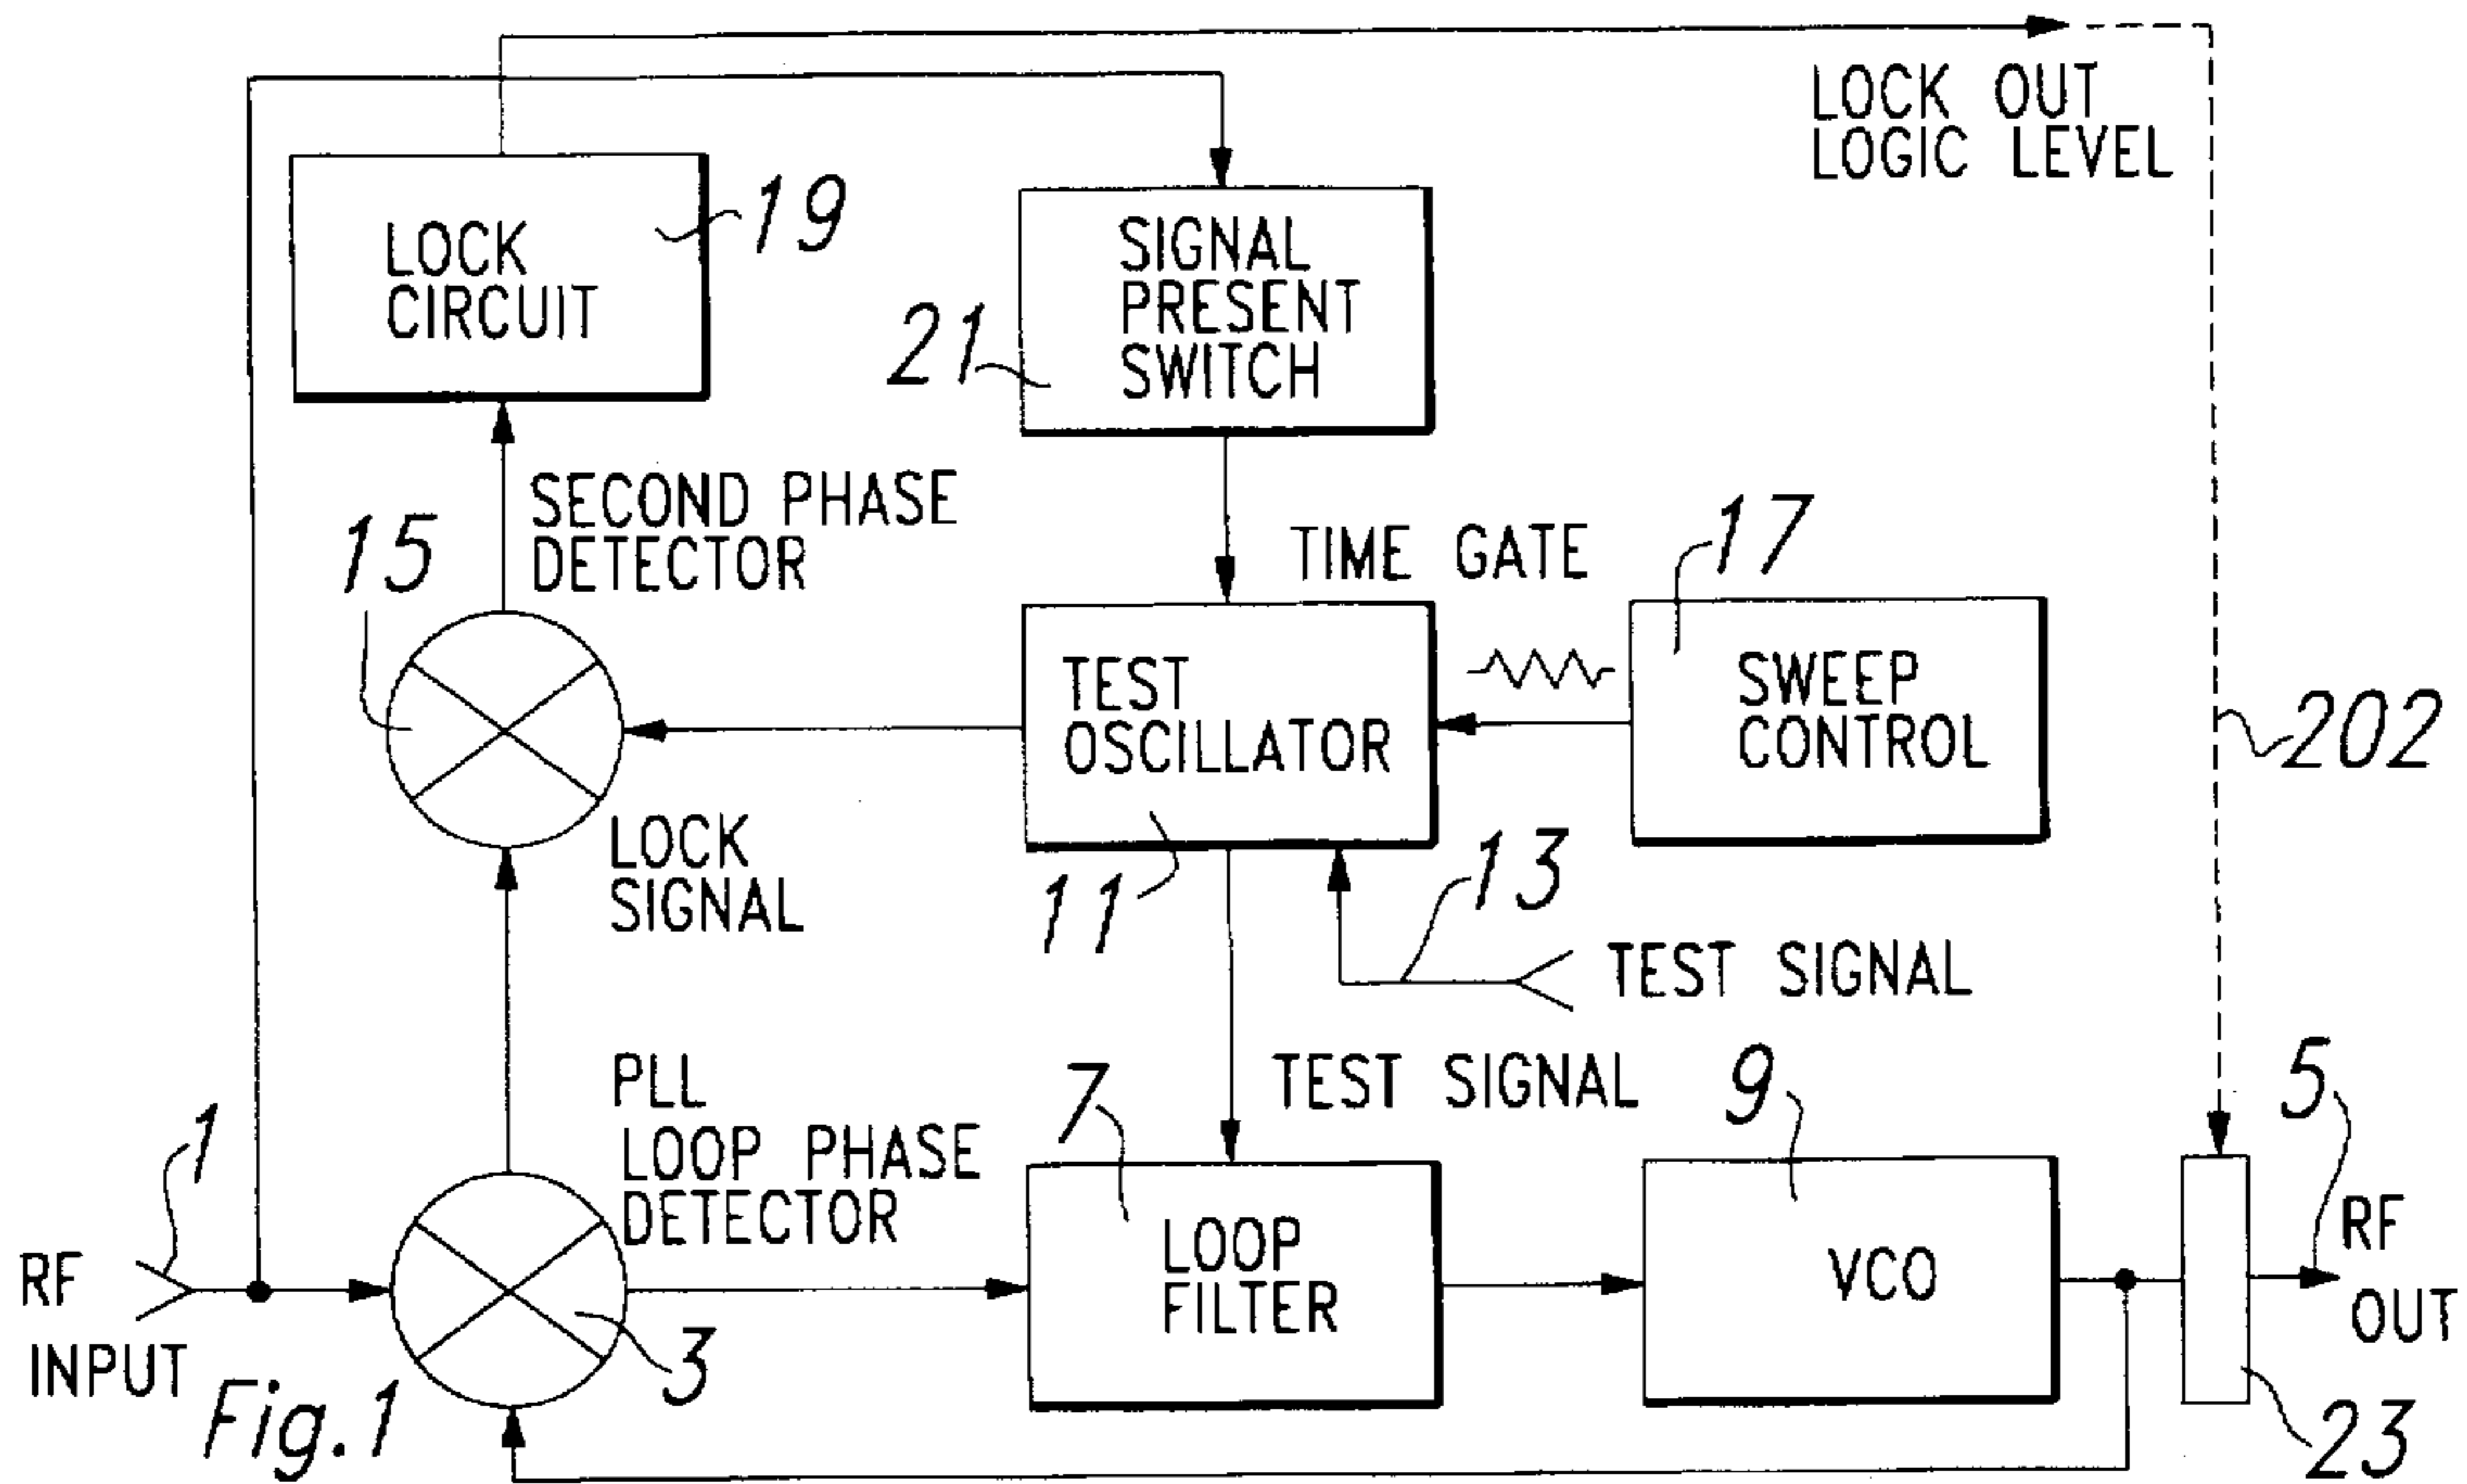 LOCK OUT
LOGIC LEVEL
LOCK
CIRCUIT
19
SIGNAL
PRESENT
SWITCH
21
SECOND PHASE
DETECTOR
15
TIME GATE
17
TEST
OSCILLATOR
SWEEP
CONTROL
202
LOCK
SIGNAL
11
13
TEST SIGNAL
PLL
LOOP PHASE
DETECTOR
TEST SIGNAL
7
9
5
1
RF
INPUT
3
LOOP
FILTER
VCO
RF
OUT
23
Fig.1